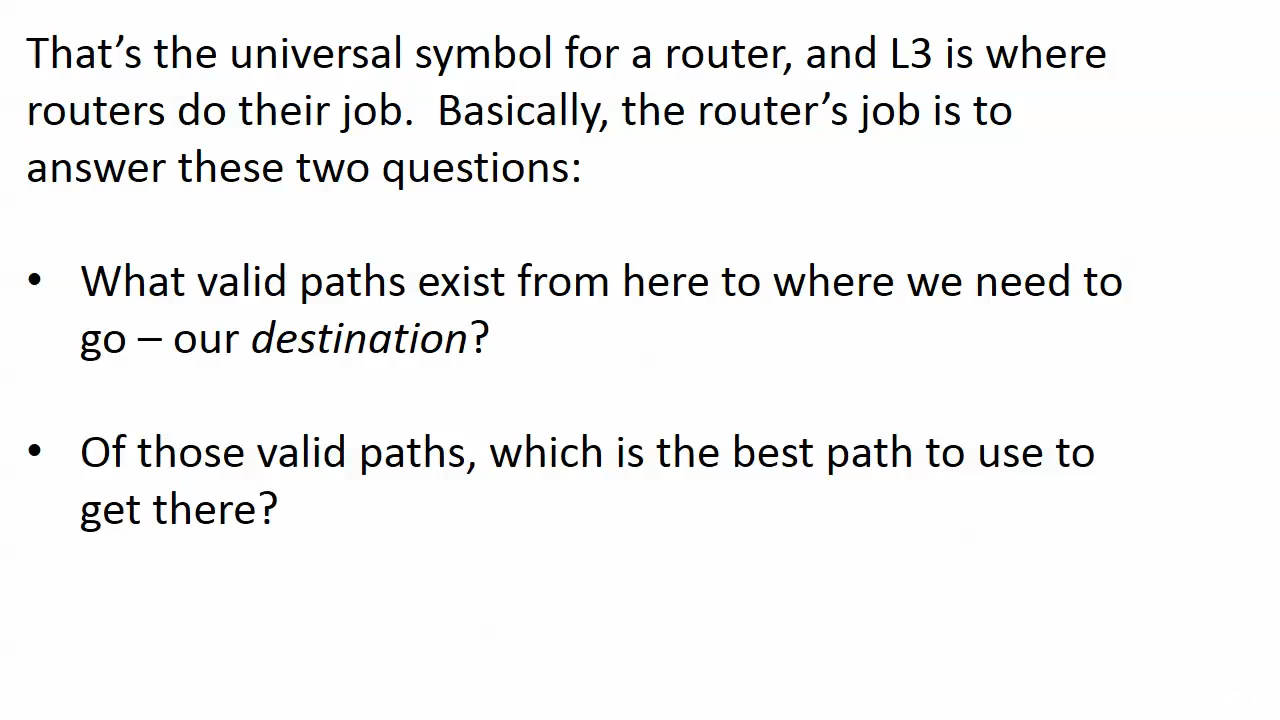 That’s the universal symbol for a router, and L3 is where
routers do their job.  Basically, the router’s job is to
answer these two questions:
• What valid paths exist from here to where we need to
go – our destination?
• Of those valid paths, which is the best path to use to
get there?